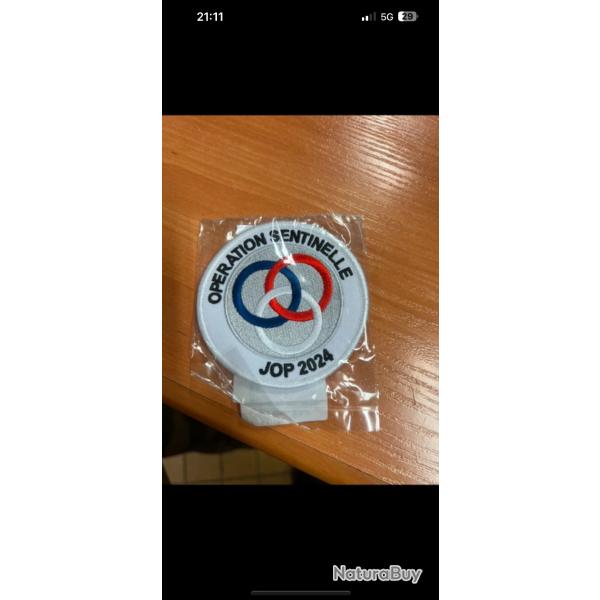 21:11
5G 29
OPERATION SENTINELLE
JOP 2024
NaturaBuy